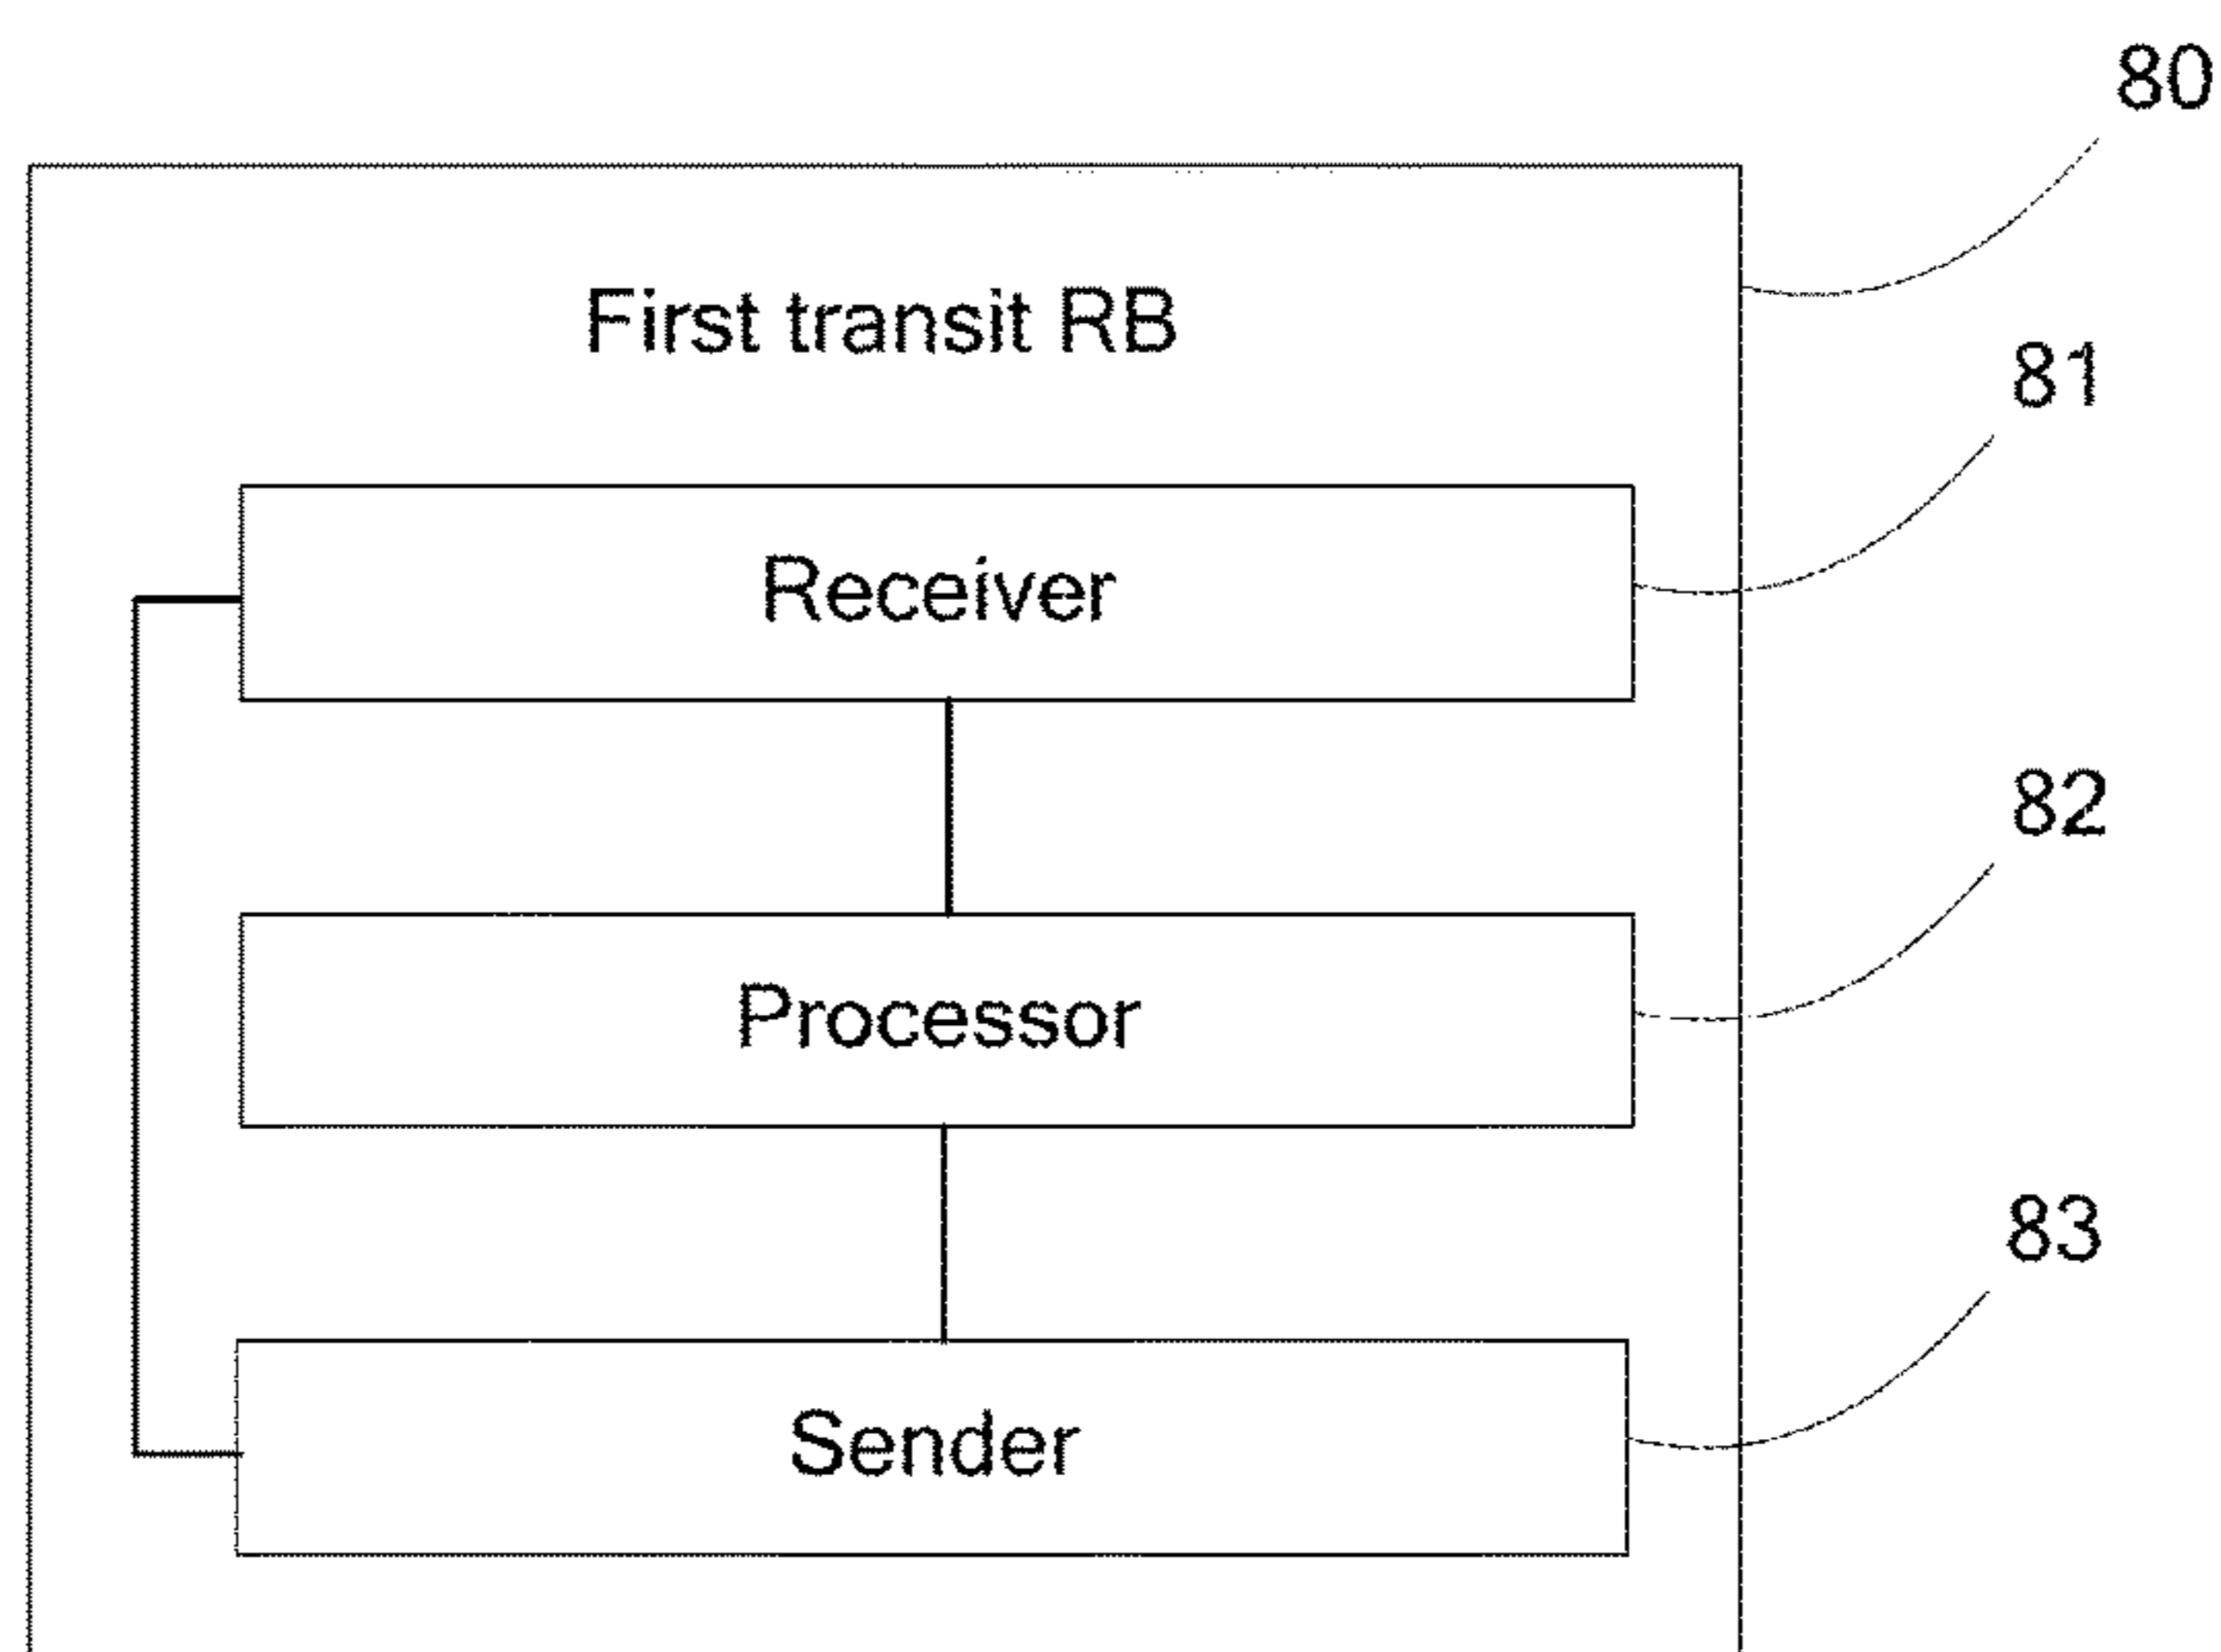 80
First transit RB
81
Receiver
82
Processor
83
Sender